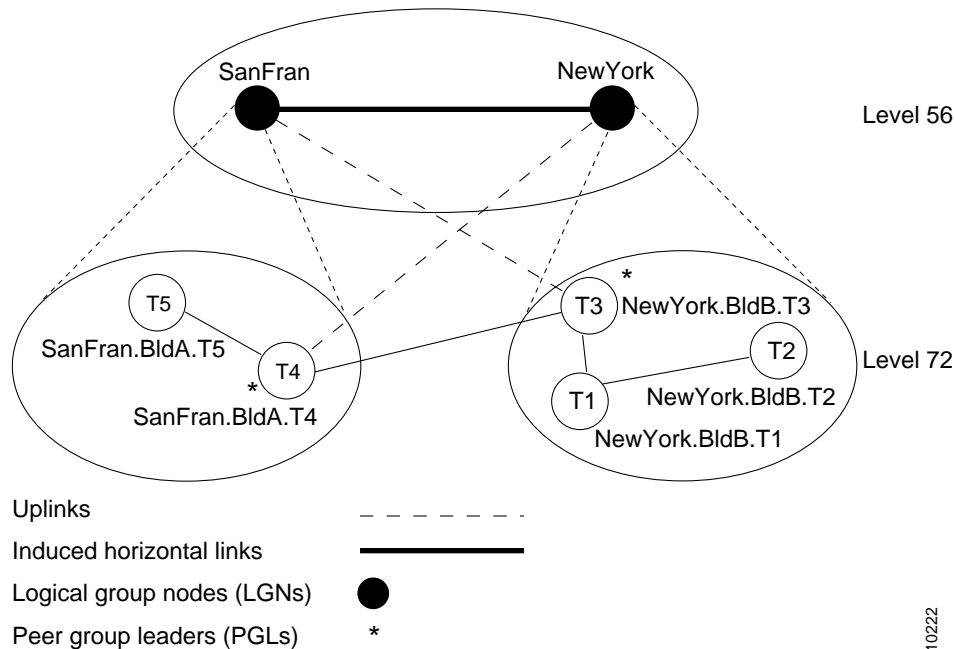 SanFran
NewYork
Level 56
*
T5
T3
NewYork.BldB.T3
SanFran.BldA.T5
T4
T2
Level 72
*
SanFran.BldA.T4
T1
NewYork.BldB.T2
NewYork.BldB.T1
Uplinks
Induced horizontal links
Logical group nodes (LGNs)
Peer group leaders (PGLs) *
10222